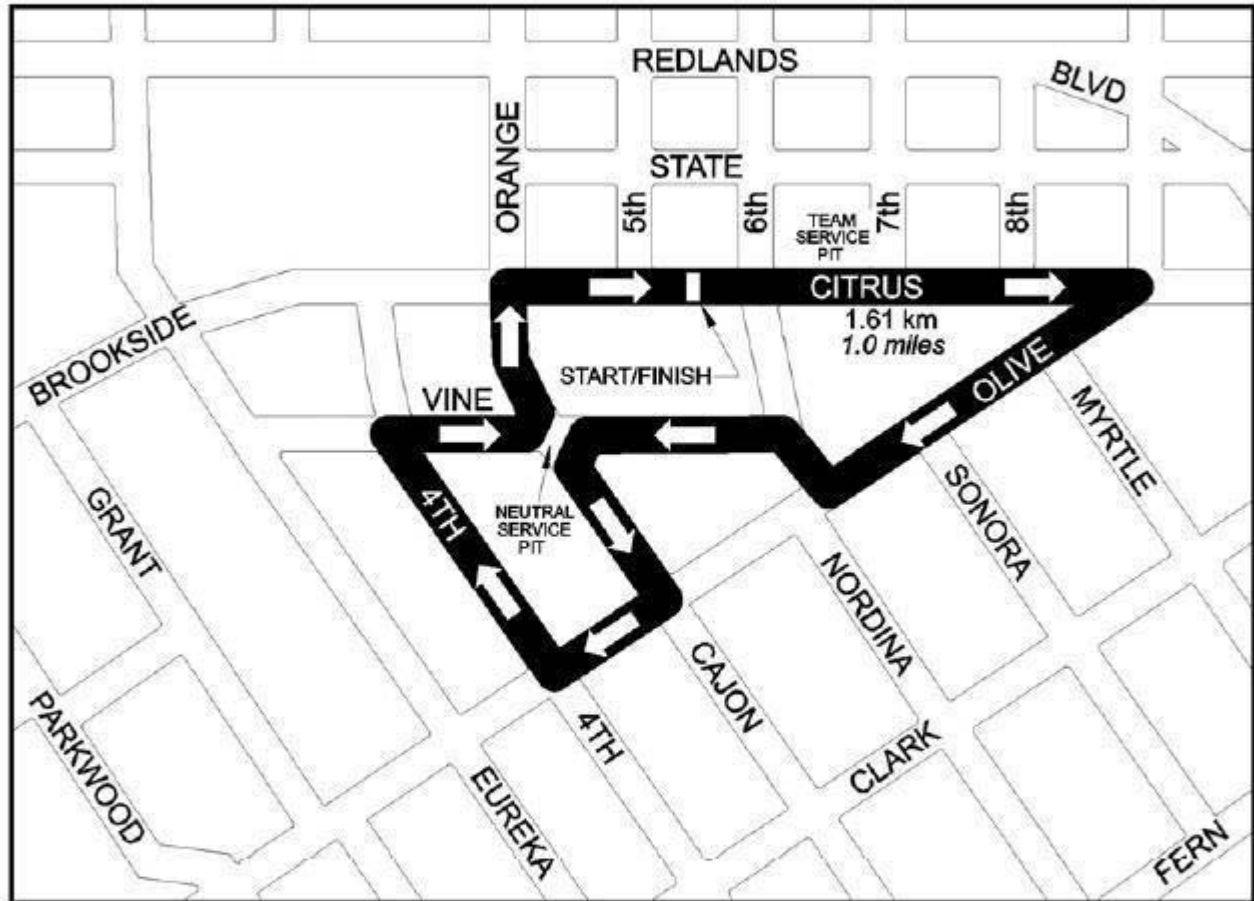 REDLANDS
BLVD
ORANGE
STATE
5th
6th
7th
8th
TEAM
SERVICE
PIT
CITRUS
1.61 km
1.0 miles
BROOKSIDE
START/FINISH
OLIVE
VINE
MYRTLE
GRANT
4TH
NEUTRAL
SERVICE
PIT
SONORA
NORDINA
CAJON
PARKWOOD
4TH
CLARK
EUREKA
FERN